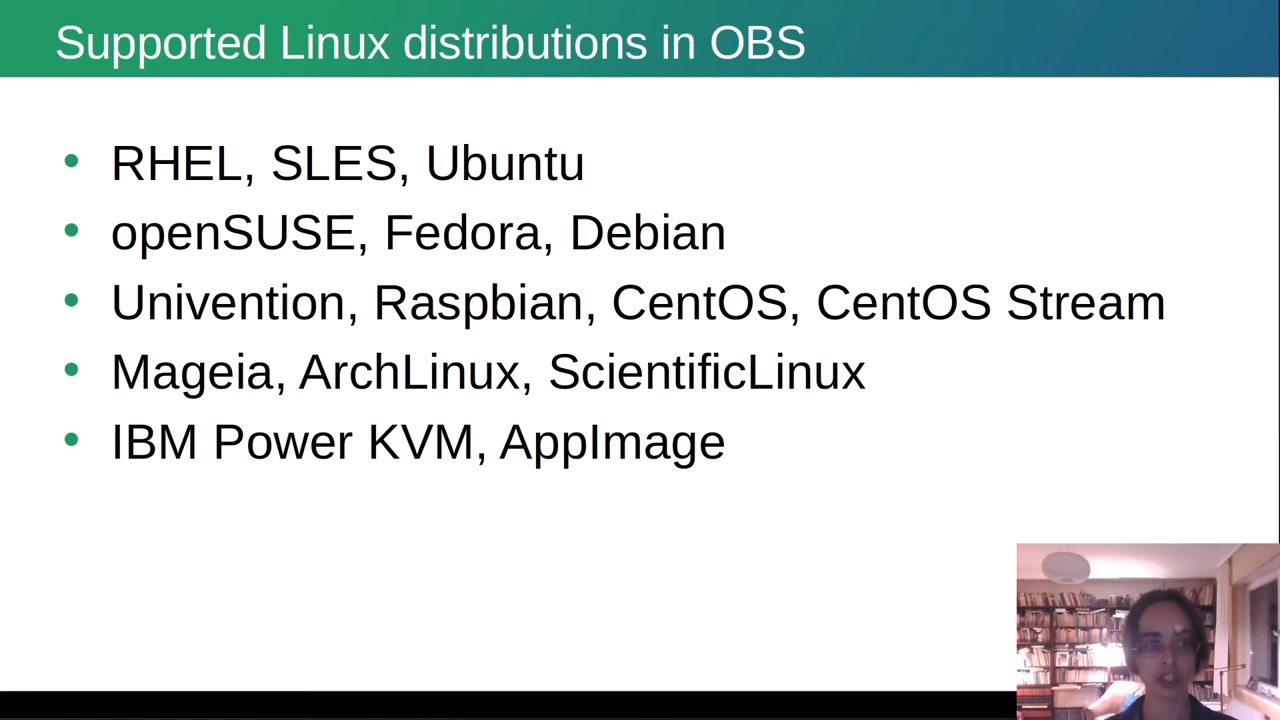 Supported Linux distributions in OBS
• RHEL, SLES, Ubuntu
• openSUSE, Fedora, Debian
• Univention, Raspbian, CentOS, CentOS Stream
• Mageia, ArchLinux, ScientificLinux
• IBM Power KVM, AppImage